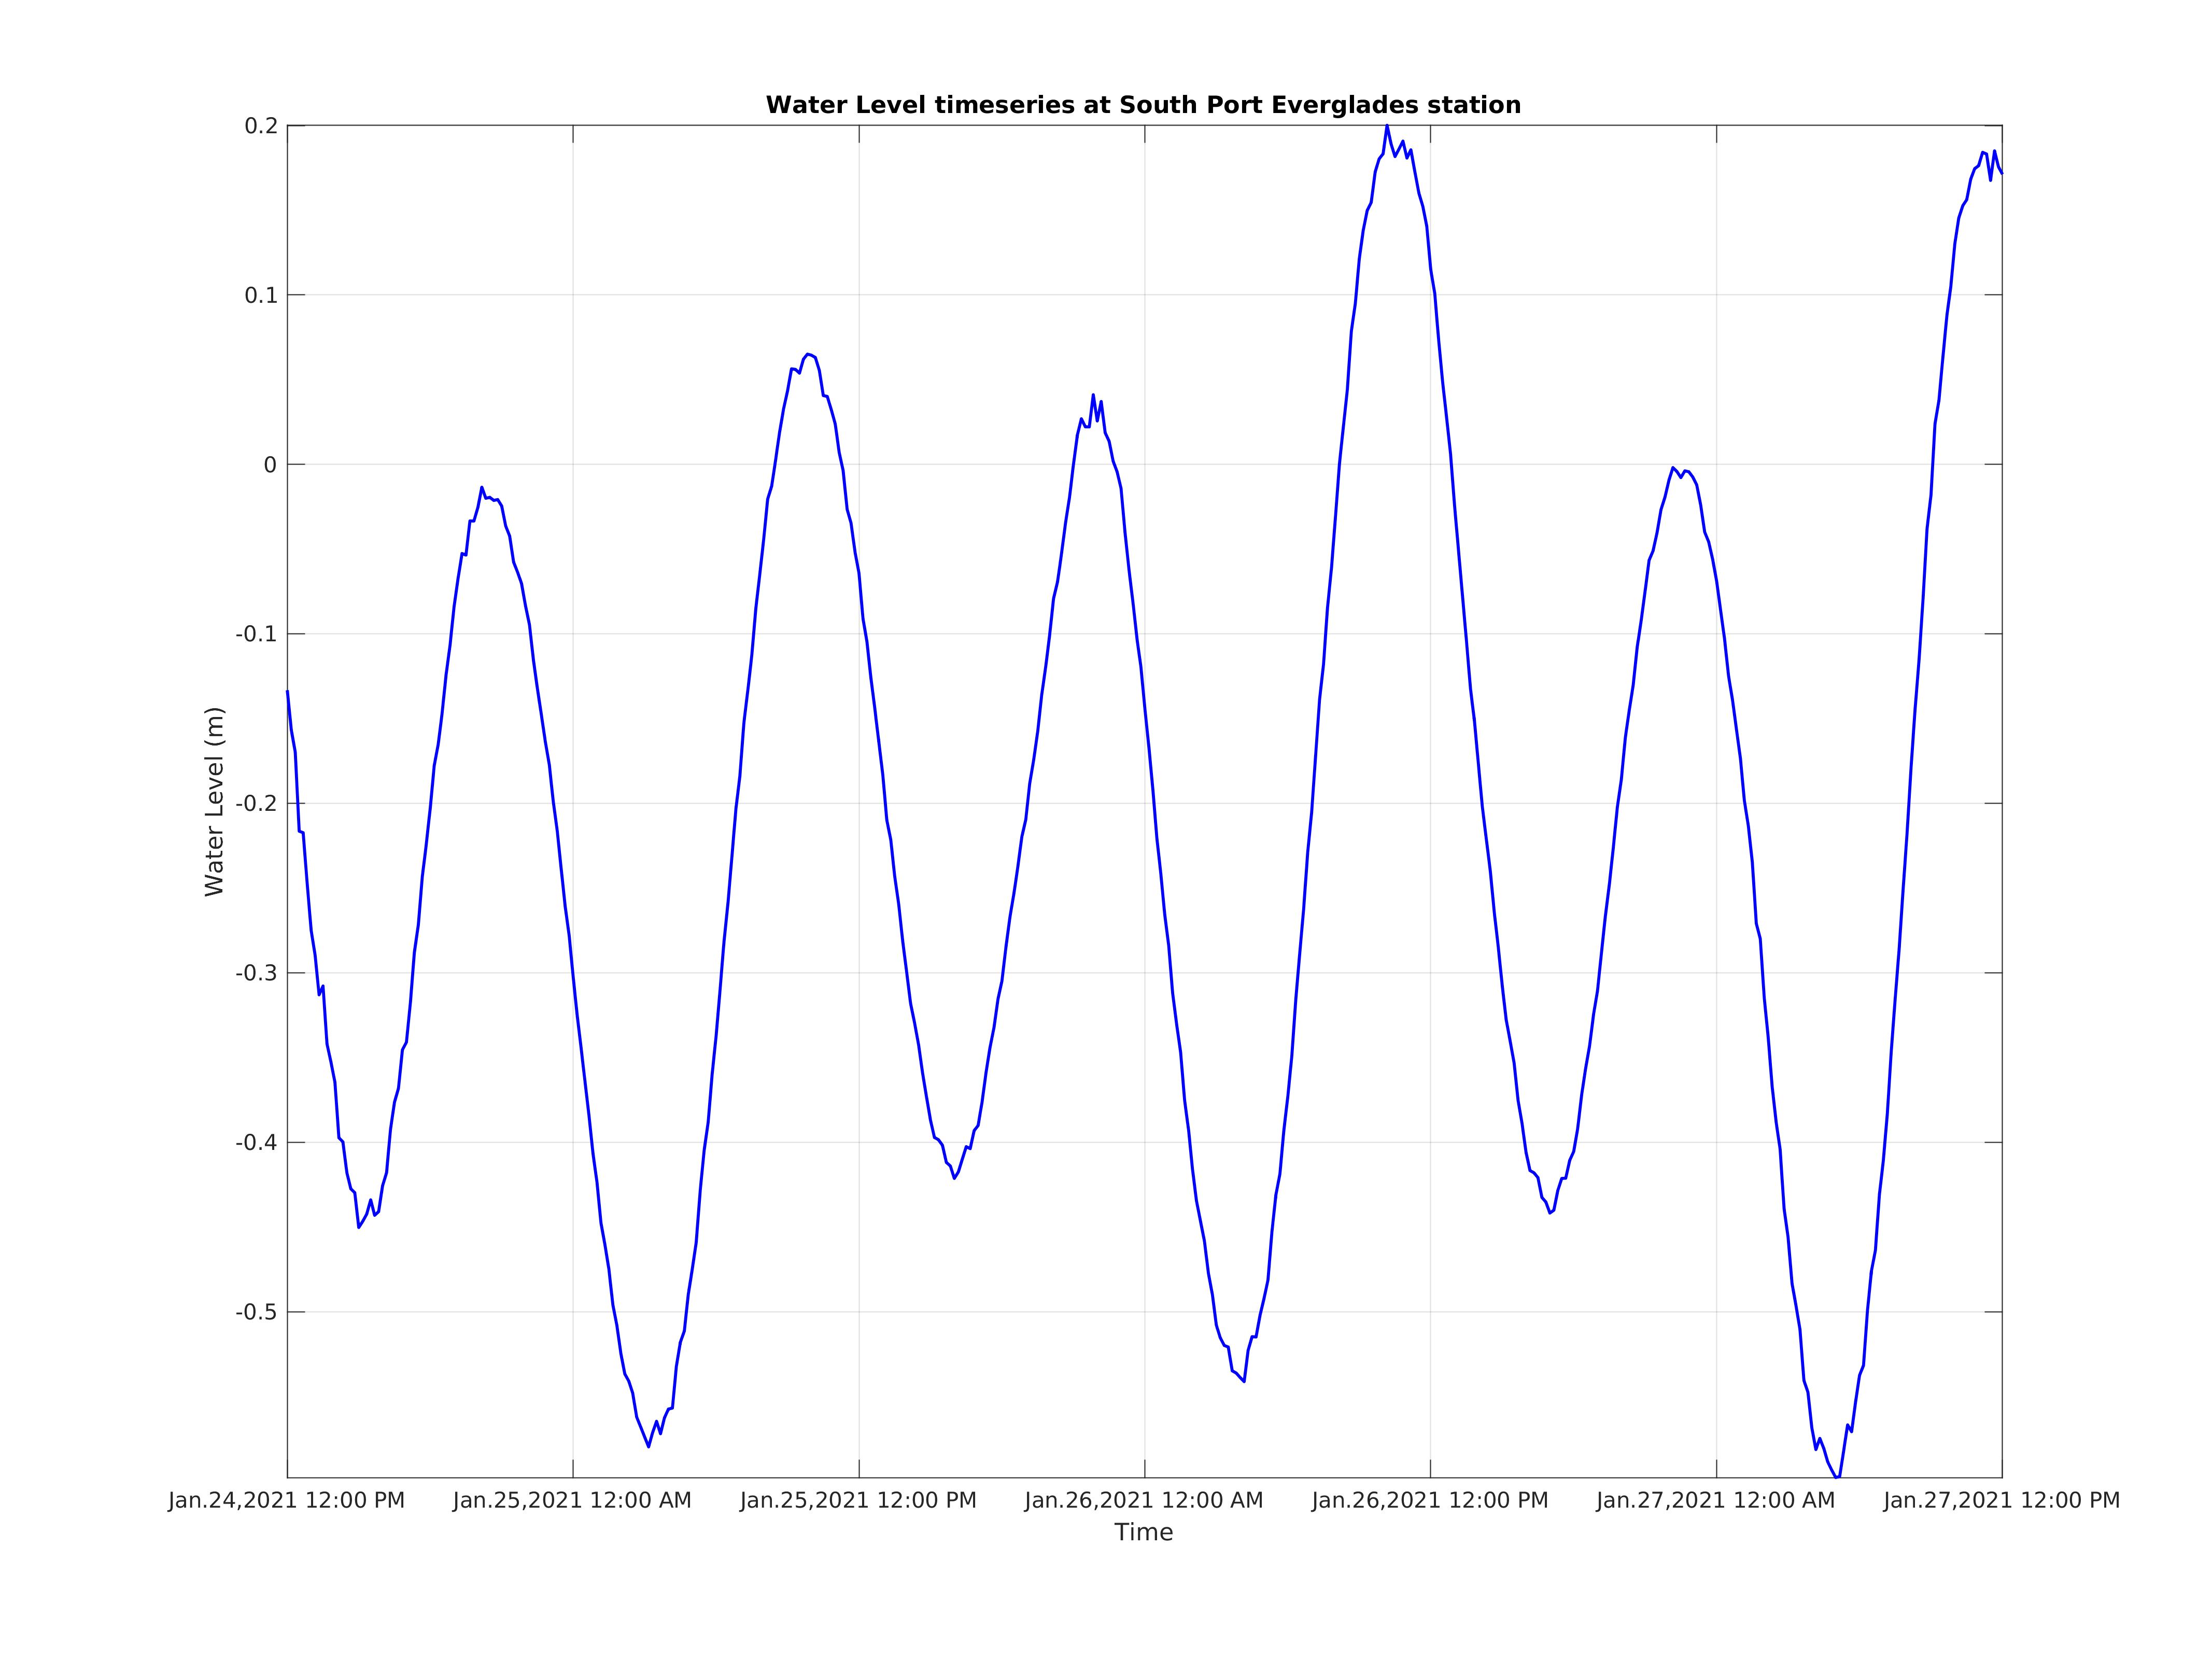 Water Level timeseries at South Port Everglades station
0.2
0.1
0
-0.1
-0.2
-0.3
-0.4
-0.5
Water Level (m)
Jan.24,2021 12:00 PM
Jan.25,2021 12:00 AM
Jan.25,2021 12:00 PM
Jan.26,2021 12:00 AM
Jan.26,2021 12:00 PM
Jan.27,2021 12:00 AM
Jan.27,2021 12:00 PM
Time